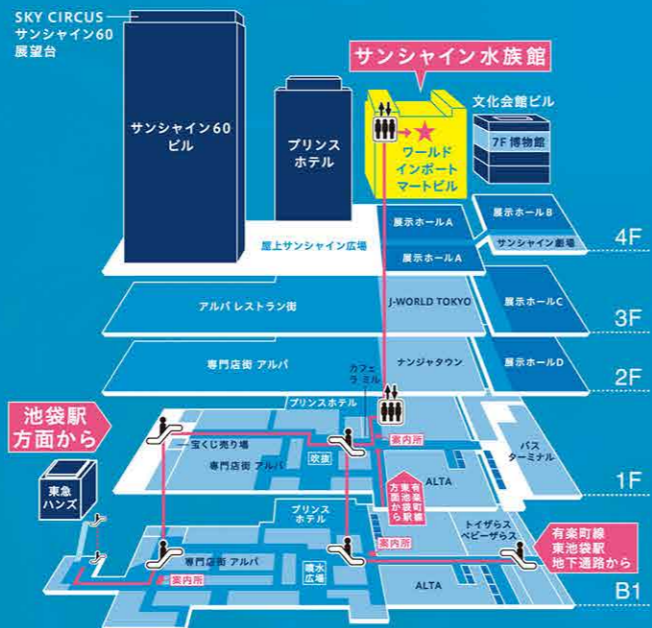 SKY CIRCUS
サンシャイン60
展望台
サンシャイン60
ビル
プリンス
ホテル
サンシャイン水族館
ワールド
インポート
マートビル
文化会館ビル
7F 博物館
屋上サンシャイン広場
展示ホールA
展示ホールA
展示ホールB
サンシャイン劇場
4F
アルパ レストラン街
J-WORLD TOKYO
展示ホールC
3F
専門店街 アルパ
ナンジャタウン
展示ホールD
2F
カフェ
ラ ミル
プリンスホテル
池袋駅
方面から
宝くじ売り場
専門店街 アルパ
吹抜
案内所
有楽町線
東池袋駅
方面から
ALTA
バス
ターミナル
1F
東急
ハンズ
プリンス
ホテル
専門店街 アルパ
案内所
噴水
広場
案内所
トイザらス
ベビーザらス
ALTA
有楽町線
東池袋駅
地下通路から
B1